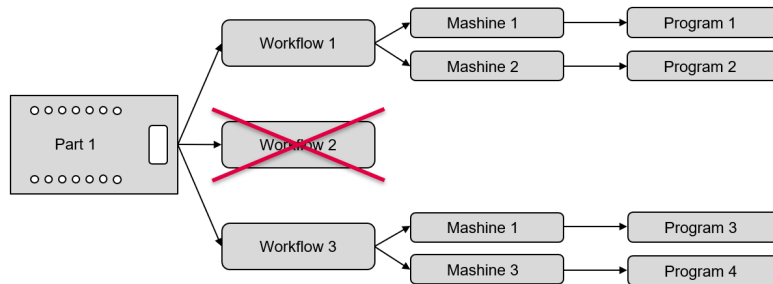 Part 1
Workflow 1
Mashine 1
Program 1
Mashine 2
Program 2
Workflow 2
Workflow 3
Mashine 1
Program 3
Mashine 3
Program 4